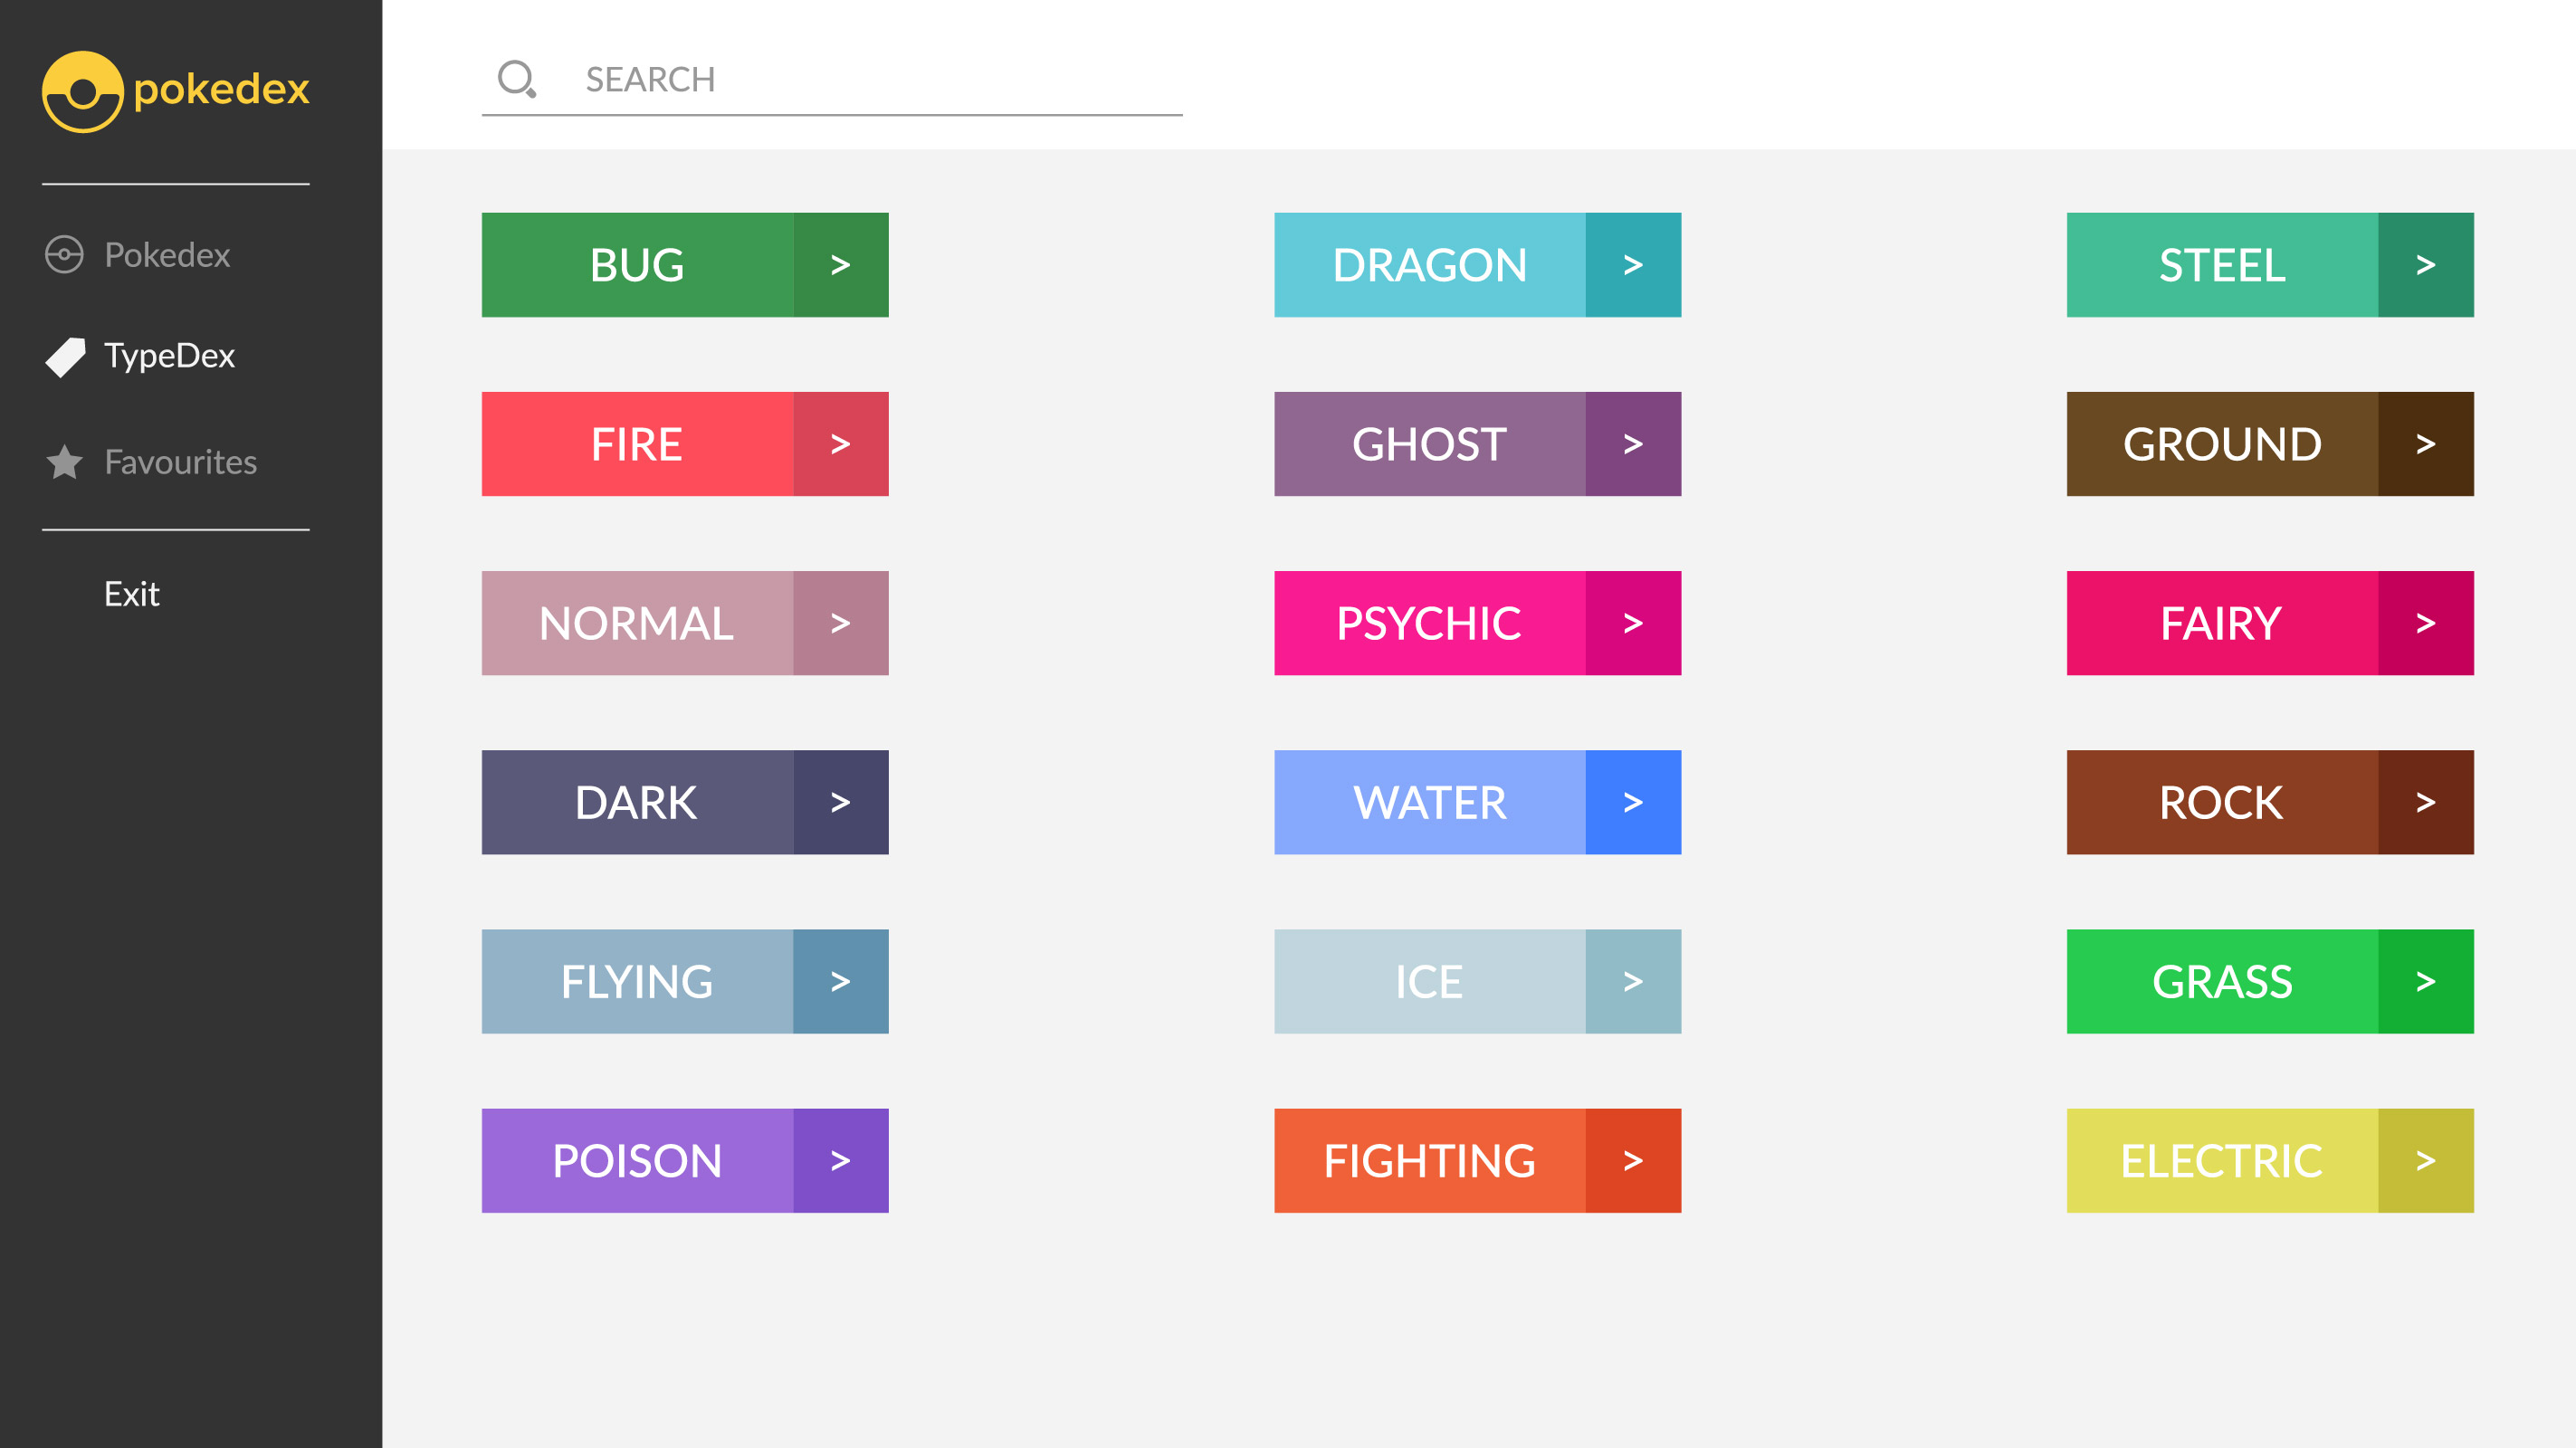 pokedex
Pokedex
TypeDex
Favourites
Exit
SEARCH
BUG >
DRAGON >
STEEL >
FIRE >
GHOST >
GROUND >
NORMAL >
PSYCHIC >
FAIRY >
DARK >
WATER >
ROCK >
FLYING >
ICE >
GRASS >
POISON >
FIGHTING >
ELECTRIC >